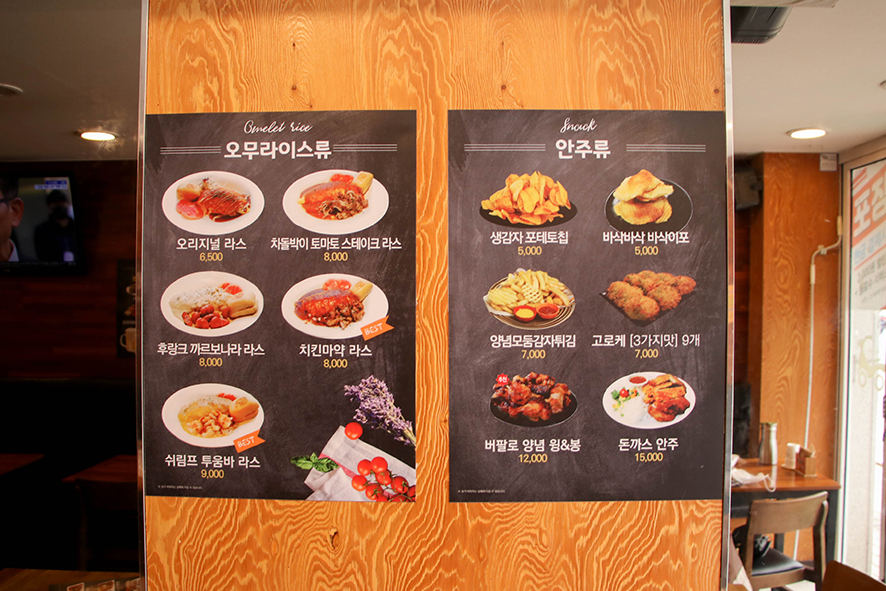 Omelet rice
오무라이스류
오리지널 라스
6,500
차돌박이 토마토 스테이크 라스
8,000
후랑크 까르보나라 라스
8,000
BEST
치킨마약 라스
8,000
BEST
쉬림프 투움바 라스
9,000
Snack
안주류
생감자 포테토칩
5,000
바삭바삭 바삭이포
5,000
양념모둠감자튀김
7,000
고로케 [3가지맛] 9개
7,000
버팔로 양념 윙&봉
12,000
돈까스 안주
15,000
포장